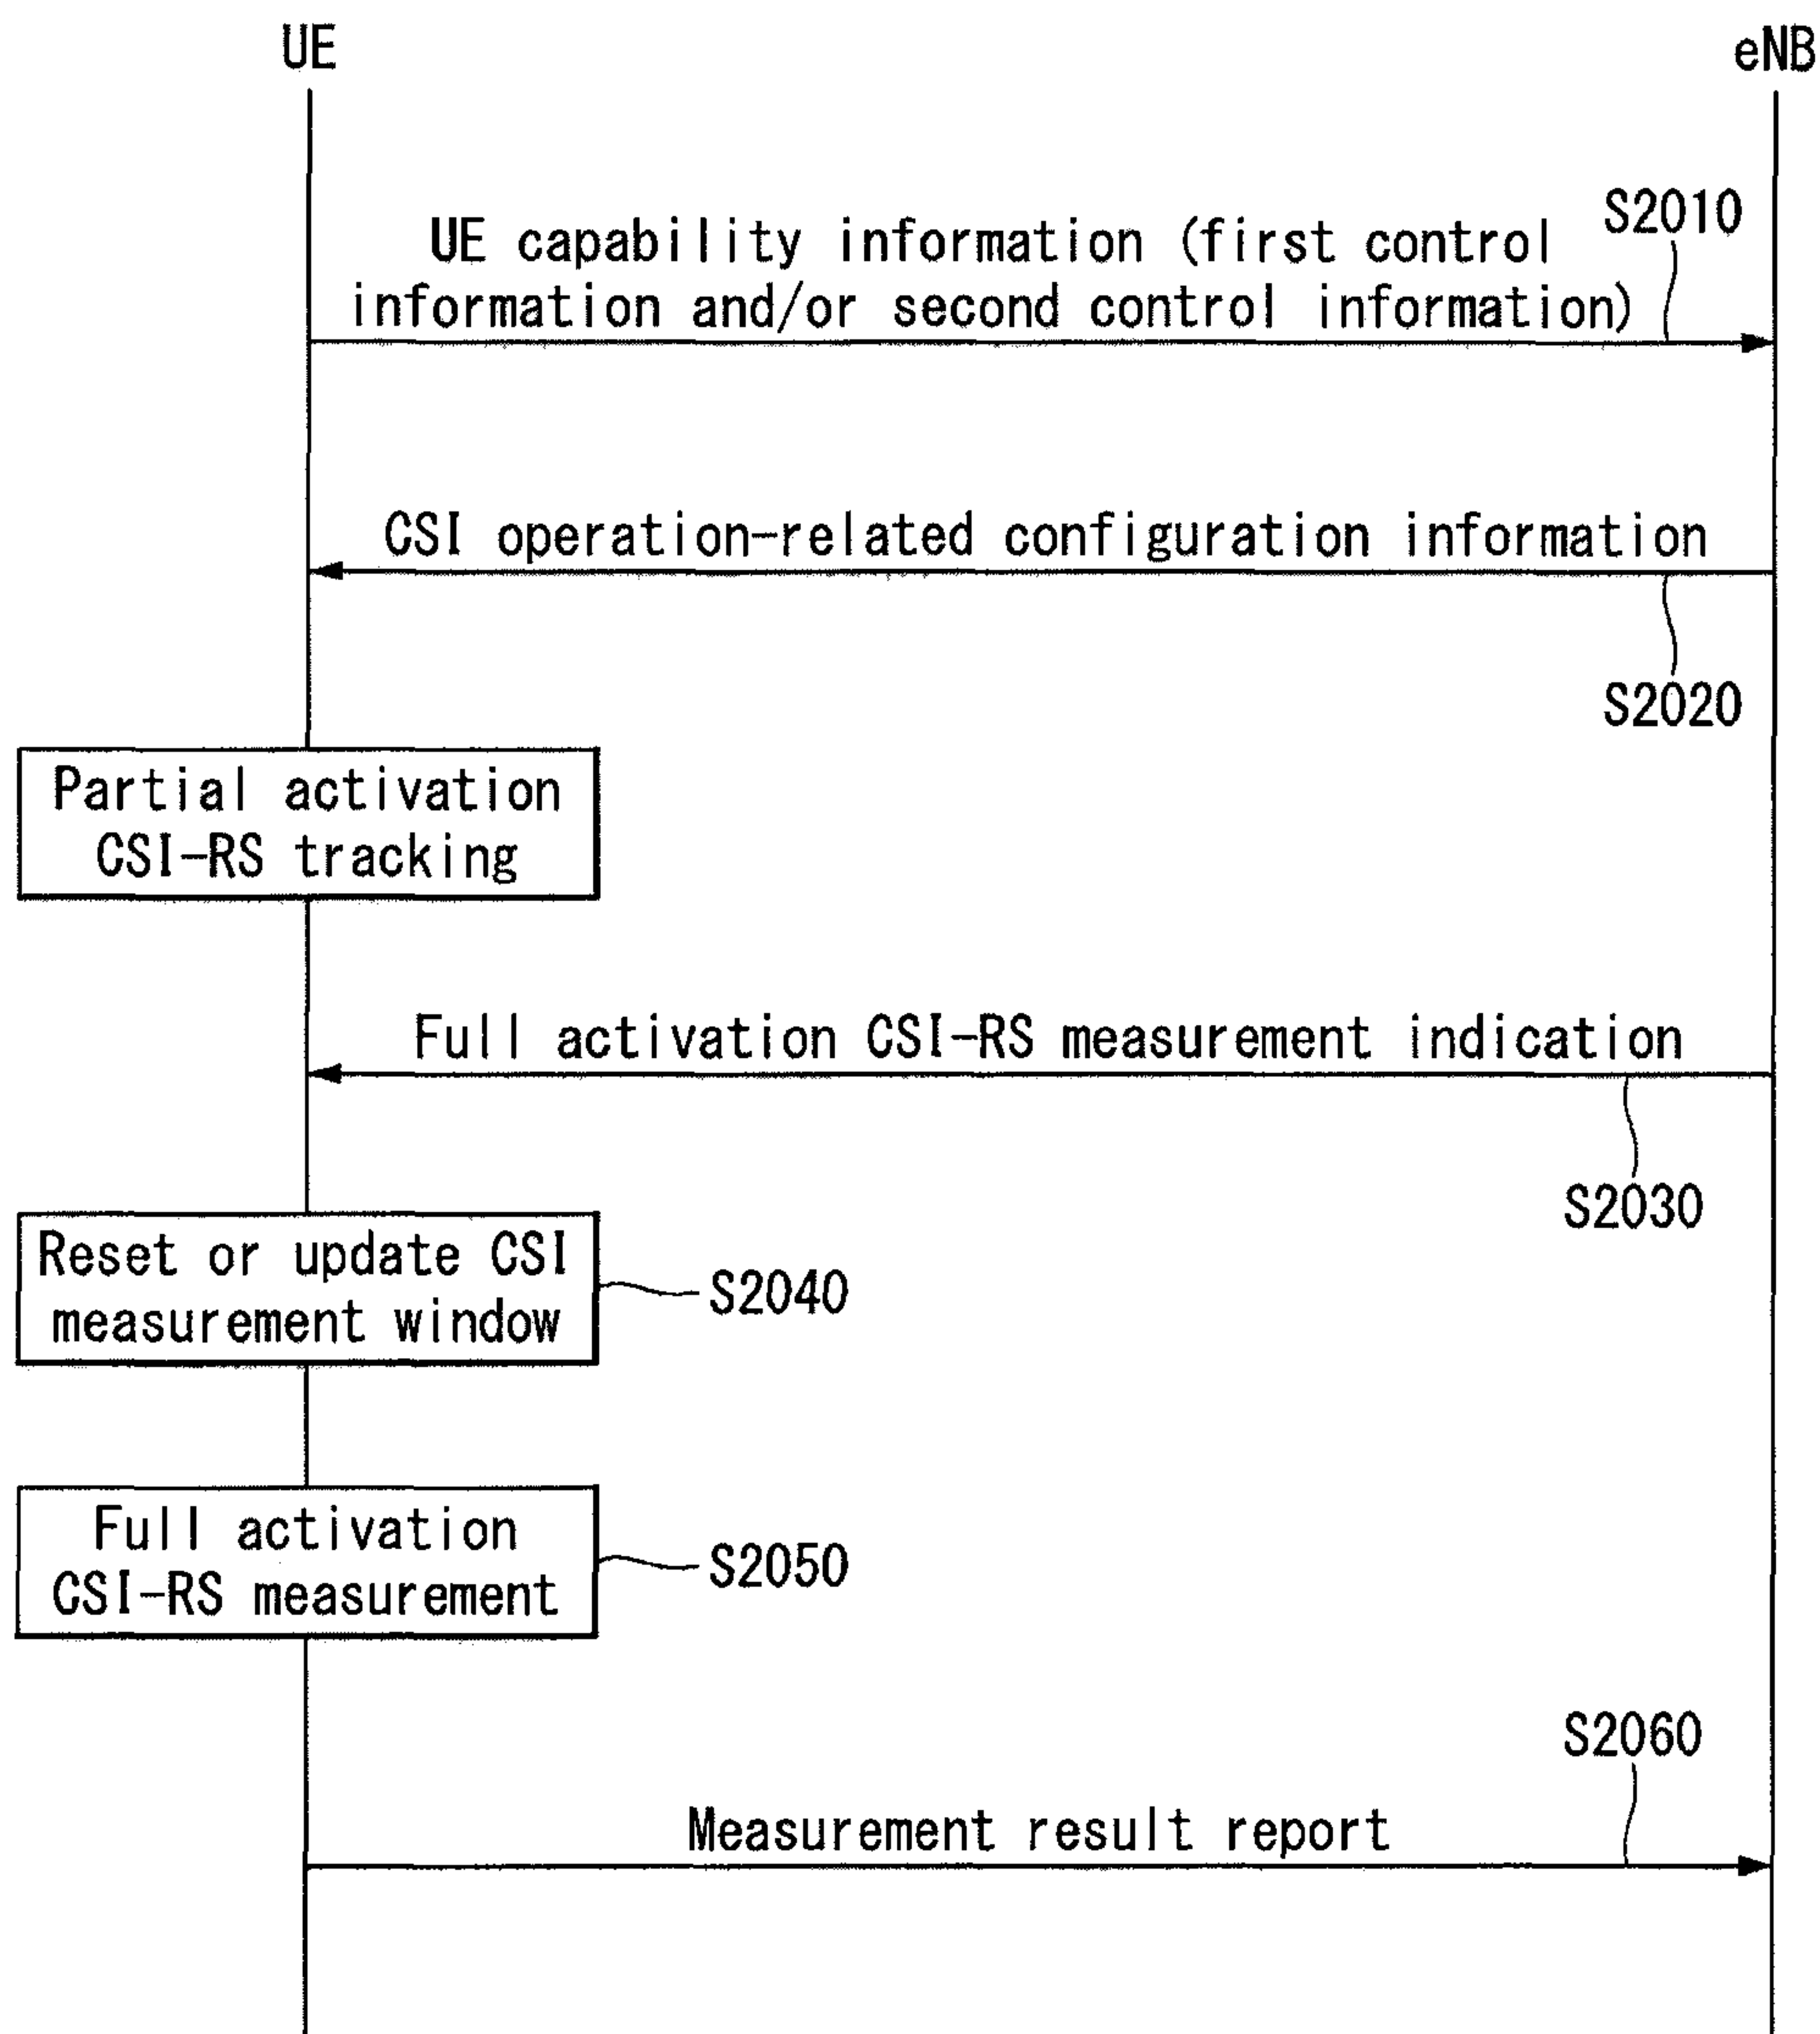 UE
eNB
S2010
UE capability information (first control
information and/or second control information)
CSI operation-related configuration information
S2020
Partial activation
CSI-RS tracking
Full activation CSI-RS measurement indication
S2030
Reset or update CSI
measurement window
S2040
Full activation
CSI-RS measurement
S2050
S2060
Measurement result report